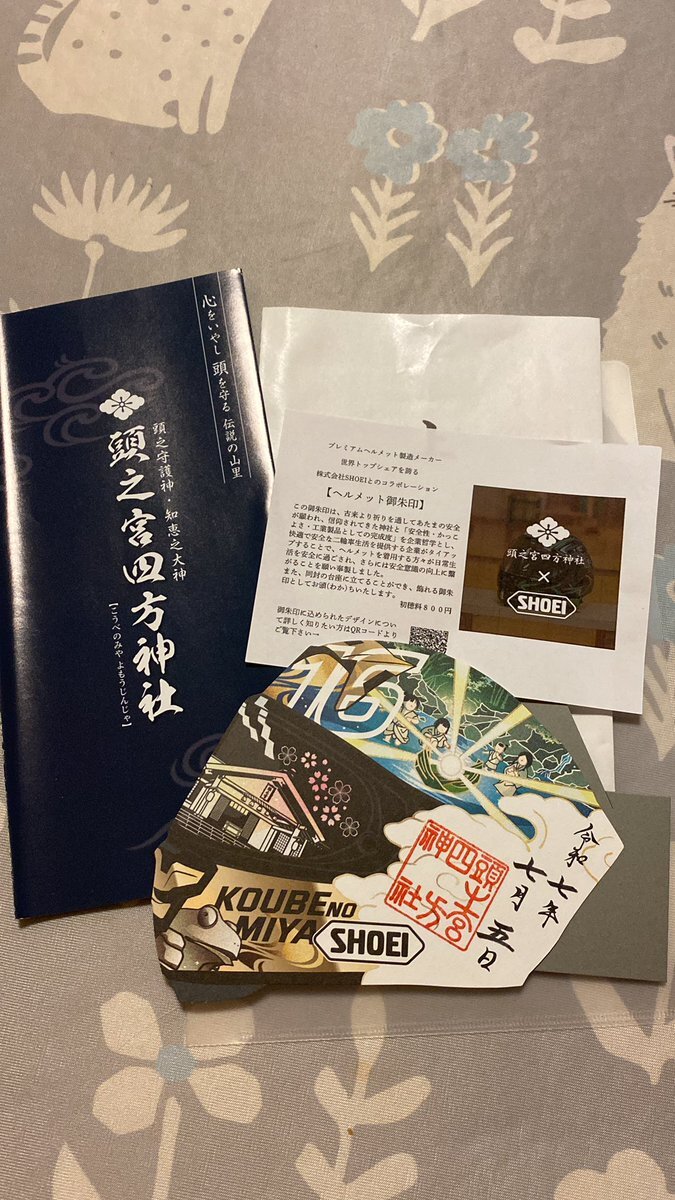 心をいやし 頭を守る 伝説の山里
頭之守護神・知恵之大神
頭之宮四方神社
【こうべのみや よもうじんじゃ】
プレミアムヘルメット製造メーカー
世界トップシェアを誇る
株式会社SHOEIとのコラボレーション
【ヘルメット御朱印】
この御朱印は、古来より祈りを通してあたまの安全
が願われ、信仰されてきた神社と「安全性・かっこ
よさ・工業製品としての完成度」を企業哲学とし、
快適で安全な二輪車生活を提供する企業がタイアッ
プすることで、ヘルメットを着用する方々が日常生
活を安全に過ごされ、さらには安全意識の向上に繋
がることを願い奉製しました。
また、同封の台座に立てることができ、飾れる御朱
印としてお頒(わか)ちいたします。
初穂料８００円
御朱印に込められたデザインについ
て詳しく知りたい方はQRコードより
ご覧下さい→
頭之宮四方神社
×
SHOEI
令和七年
七月五日
頭之宮
四方
神社
KOUBE NO
MIYA
SHOEI